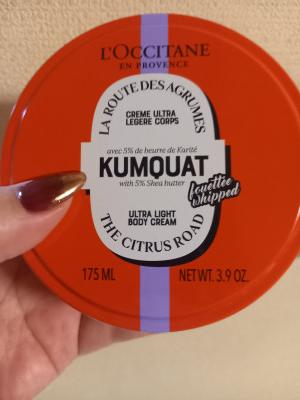 L'OCCITANE
EN PROVENCE
LA ROUTE DES AGRUMES
CREME ULTRA
LEGERE CORPS
avec 5% de beurre de Karité
KUMQUAT
with 5% Shea butter
fouettée
whipped
ULTRA LIGHT
BODY CREAM
THE CITRUS ROAD
175 ML
NET WT. 3.9 OZ.